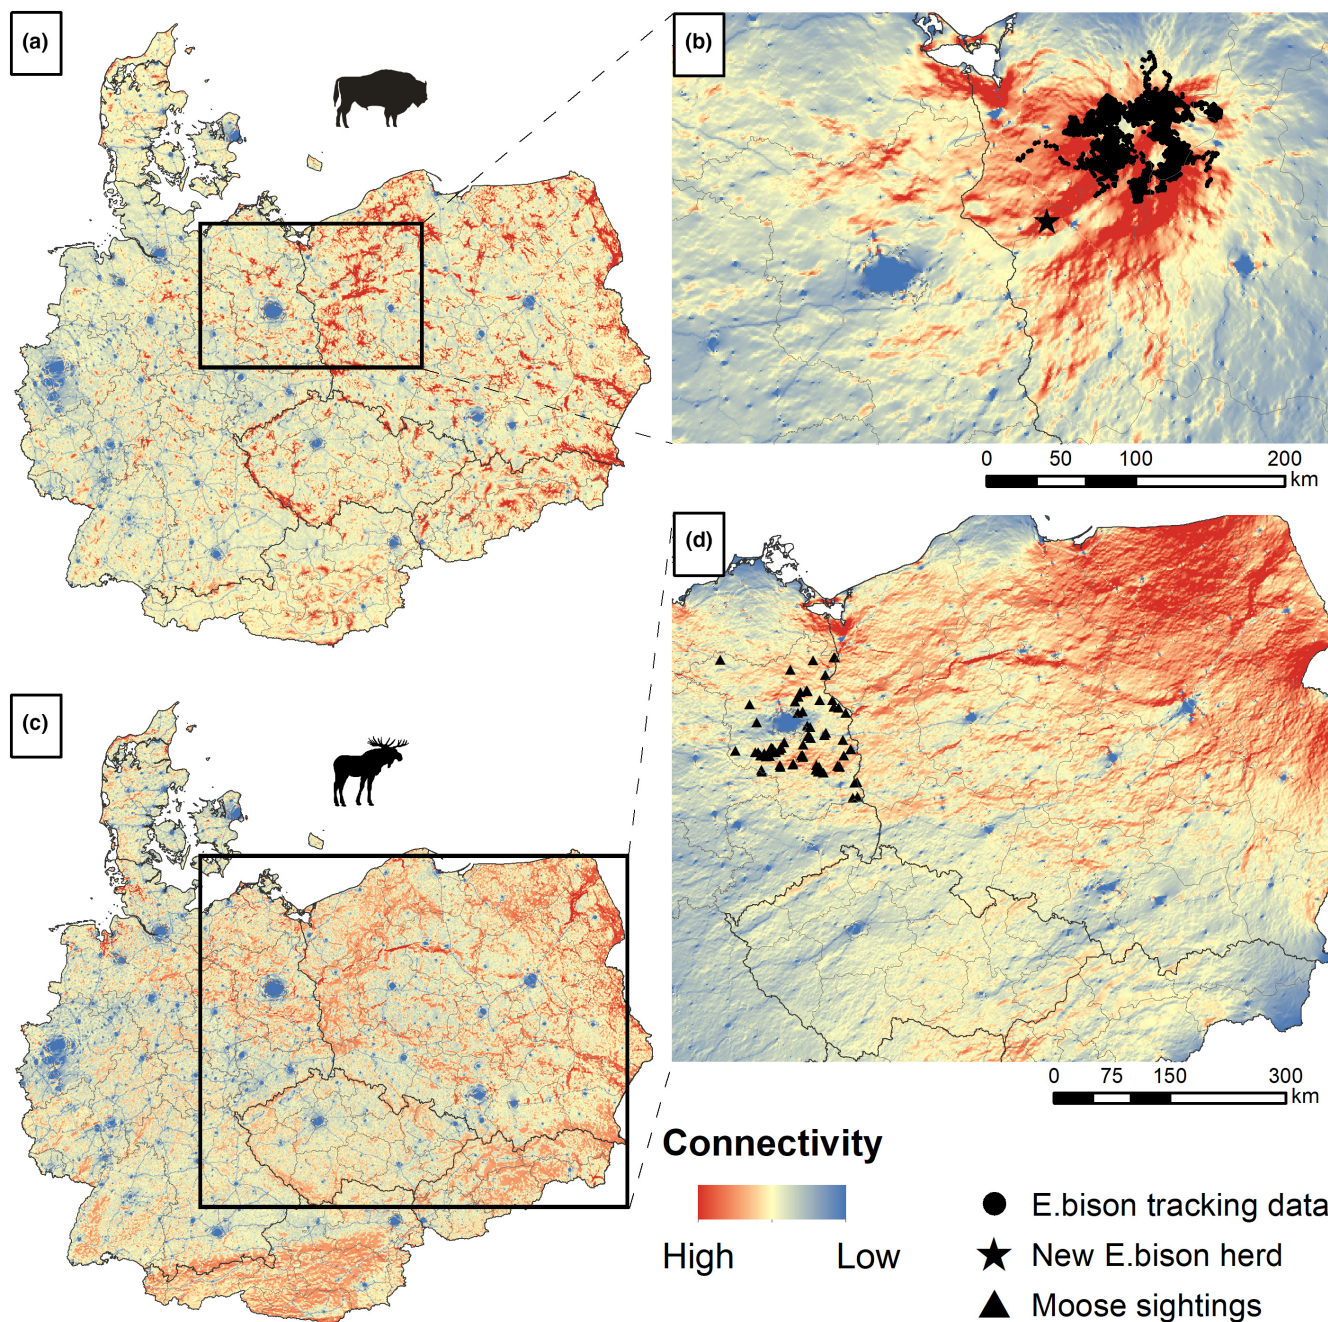 (a)
(b)
0 50 100 200
km
(c)
(d)
0 75 150 300
km
Connectivity
High Low
E.bison tracking data
New E.bison herd
Moose sightings